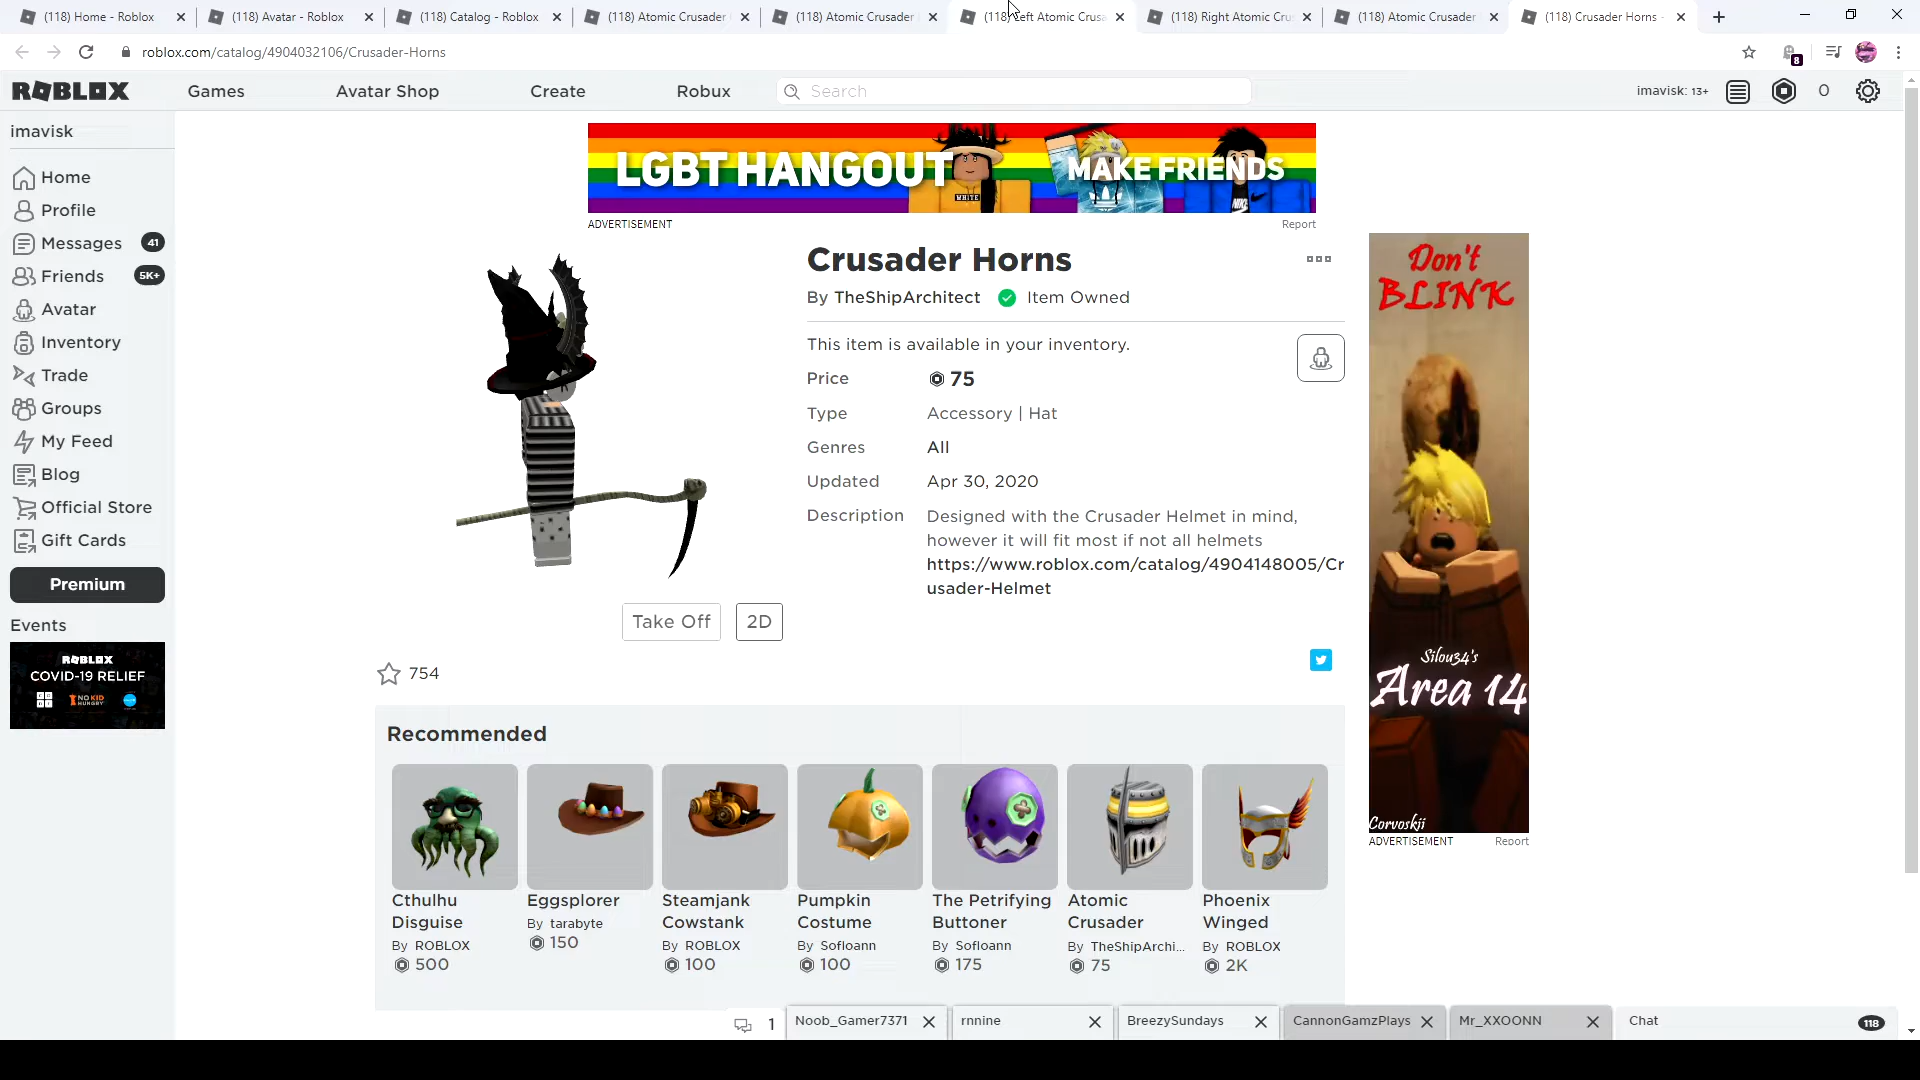 (118) Home - Roblox
(118) Avatar - Roblox
(118) Catalog - Roblox
(118) Atomic Crusader
(118) Atomic Crusader
(118) Left Atomic Crusa
(118) Right Atomic Cru
(118) Atomic Crusader
(118) Crusader Horns -
roblox.com/catalog/4904032106/Crusader-Horns
8
ROBLOX
Games
Avatar Shop
Create
Robux
Search
imavisk: 13+
0
imavisk
Home
Profile
Messages
41
Friends
5K+
Avatar
Inventory
Trade
Groups
My Feed
Blog
Official Store
Gift Cards
Premium
Events
ROBLOX
COVID-19 RELIEF
NO KID
HUNGRY
LGBT HANGOUT
MAKE FRIENDS
WHITE
ADVERTISEMENT
Report
Crusader Horns
By TheShipArchitect
Item Owned
This item is available in your inventory.
Price
75
Type
Accessory | Hat
Genres
All
Updated
Apr 30, 2020
Description
Designed with the Crusader Helmet in mind,
however it will fit most if not all helmets
https://www.roblox.com/catalog/4904148005/Cr
usader-Helmet
Take Off
2D
754
Recommended
Cthulhu
Disguise
By ROBLOX
500
Eggsplorer
By tarabyte
150
Steamjank
Cowstank
By ROBLOX
100
Pumpkin
Costume
By Sofloann
100
The Petrifying
Buttoner
By Sofloann
175
Atomic
Crusader
By TheShipArchi...
75
Phoenix
Winged
By ROBLOX
2K
Don't
BLINK
Silou34's
Area 14
Corvoskii
ADVERTISEMENT
Report
1
Noob_Gamer7371
rnnine
BreezySundays
CannonGamzPlays
Mr_XXOONN
Chat
118